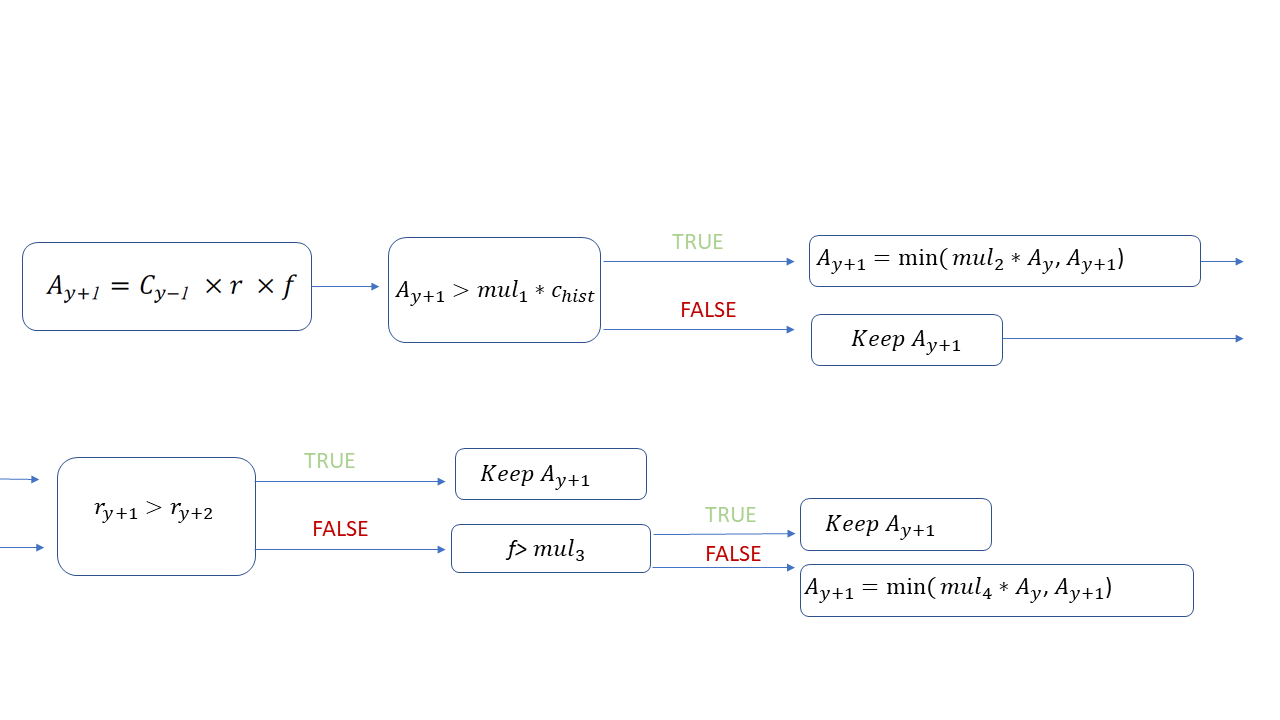 TRUE
A_{y+1} = min( mul_2 * A_y, A_{y+1})
A_{y+1} = C_{y-1} × r × f
A_{y+1} > mul_1 * c_{hist}
FALSE
Keep A_{y+1}
TRUE
Keep A_{y+1}
r_{y+1} > r_{y+2}
TRUE
FALSE
Keep A_{y+1}
f> mul_3
FALSE
A_{y+1} = min( mul_4 * A_y, A_{y+1})